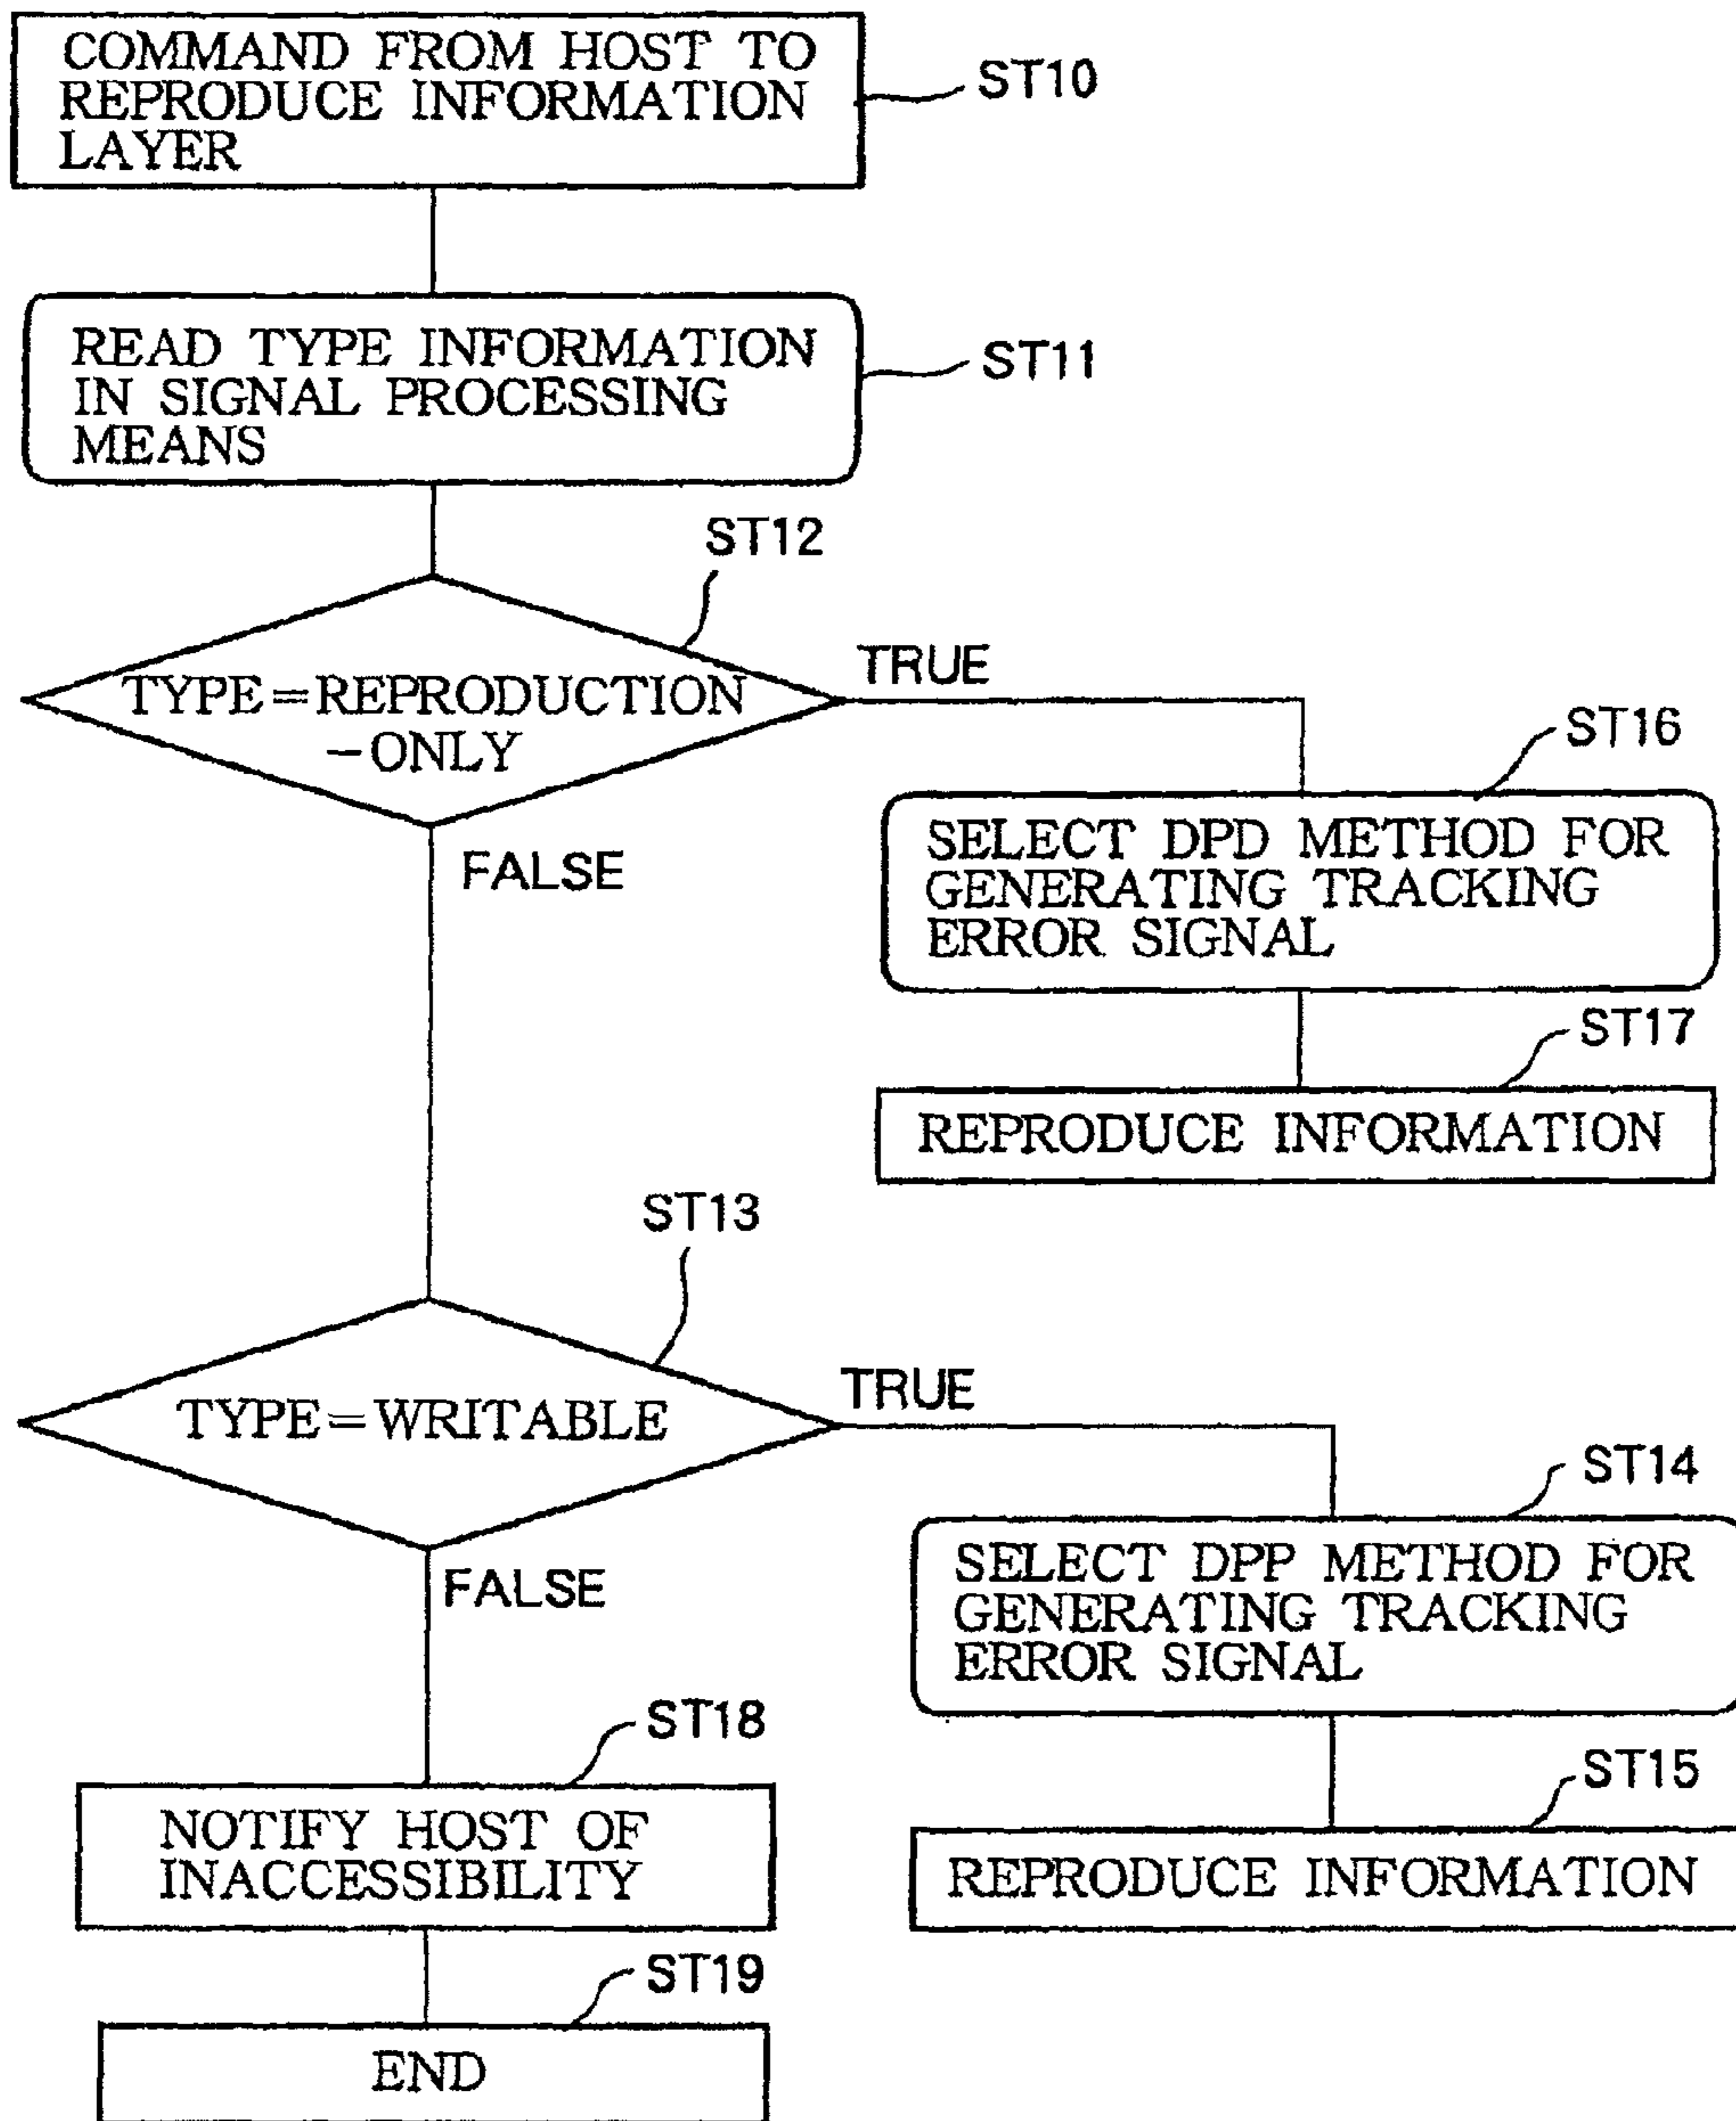 COMMAND FROM HOST TO
REPRODUCE INFORMATION
LAYER
ST10
READ TYPE INFORMATION
IN SIGNAL PROCESSING
MEANS
ST11
ST12
TYPE=REPRODUCTION
-ONLY
TRUE
FALSE
ST16
SELECT DPD METHOD FOR
GENERATING TRACKING
ERROR SIGNAL
ST17
REPRODUCE INFORMATION
ST13
TYPE=WRITABLE
TRUE
FALSE
ST14
SELECT DPP METHOD FOR
GENERATING TRACKING
ERROR SIGNAL
ST15
REPRODUCE INFORMATION
ST18
NOTIFY HOST OF
INACCESSIBILITY
ST19
END